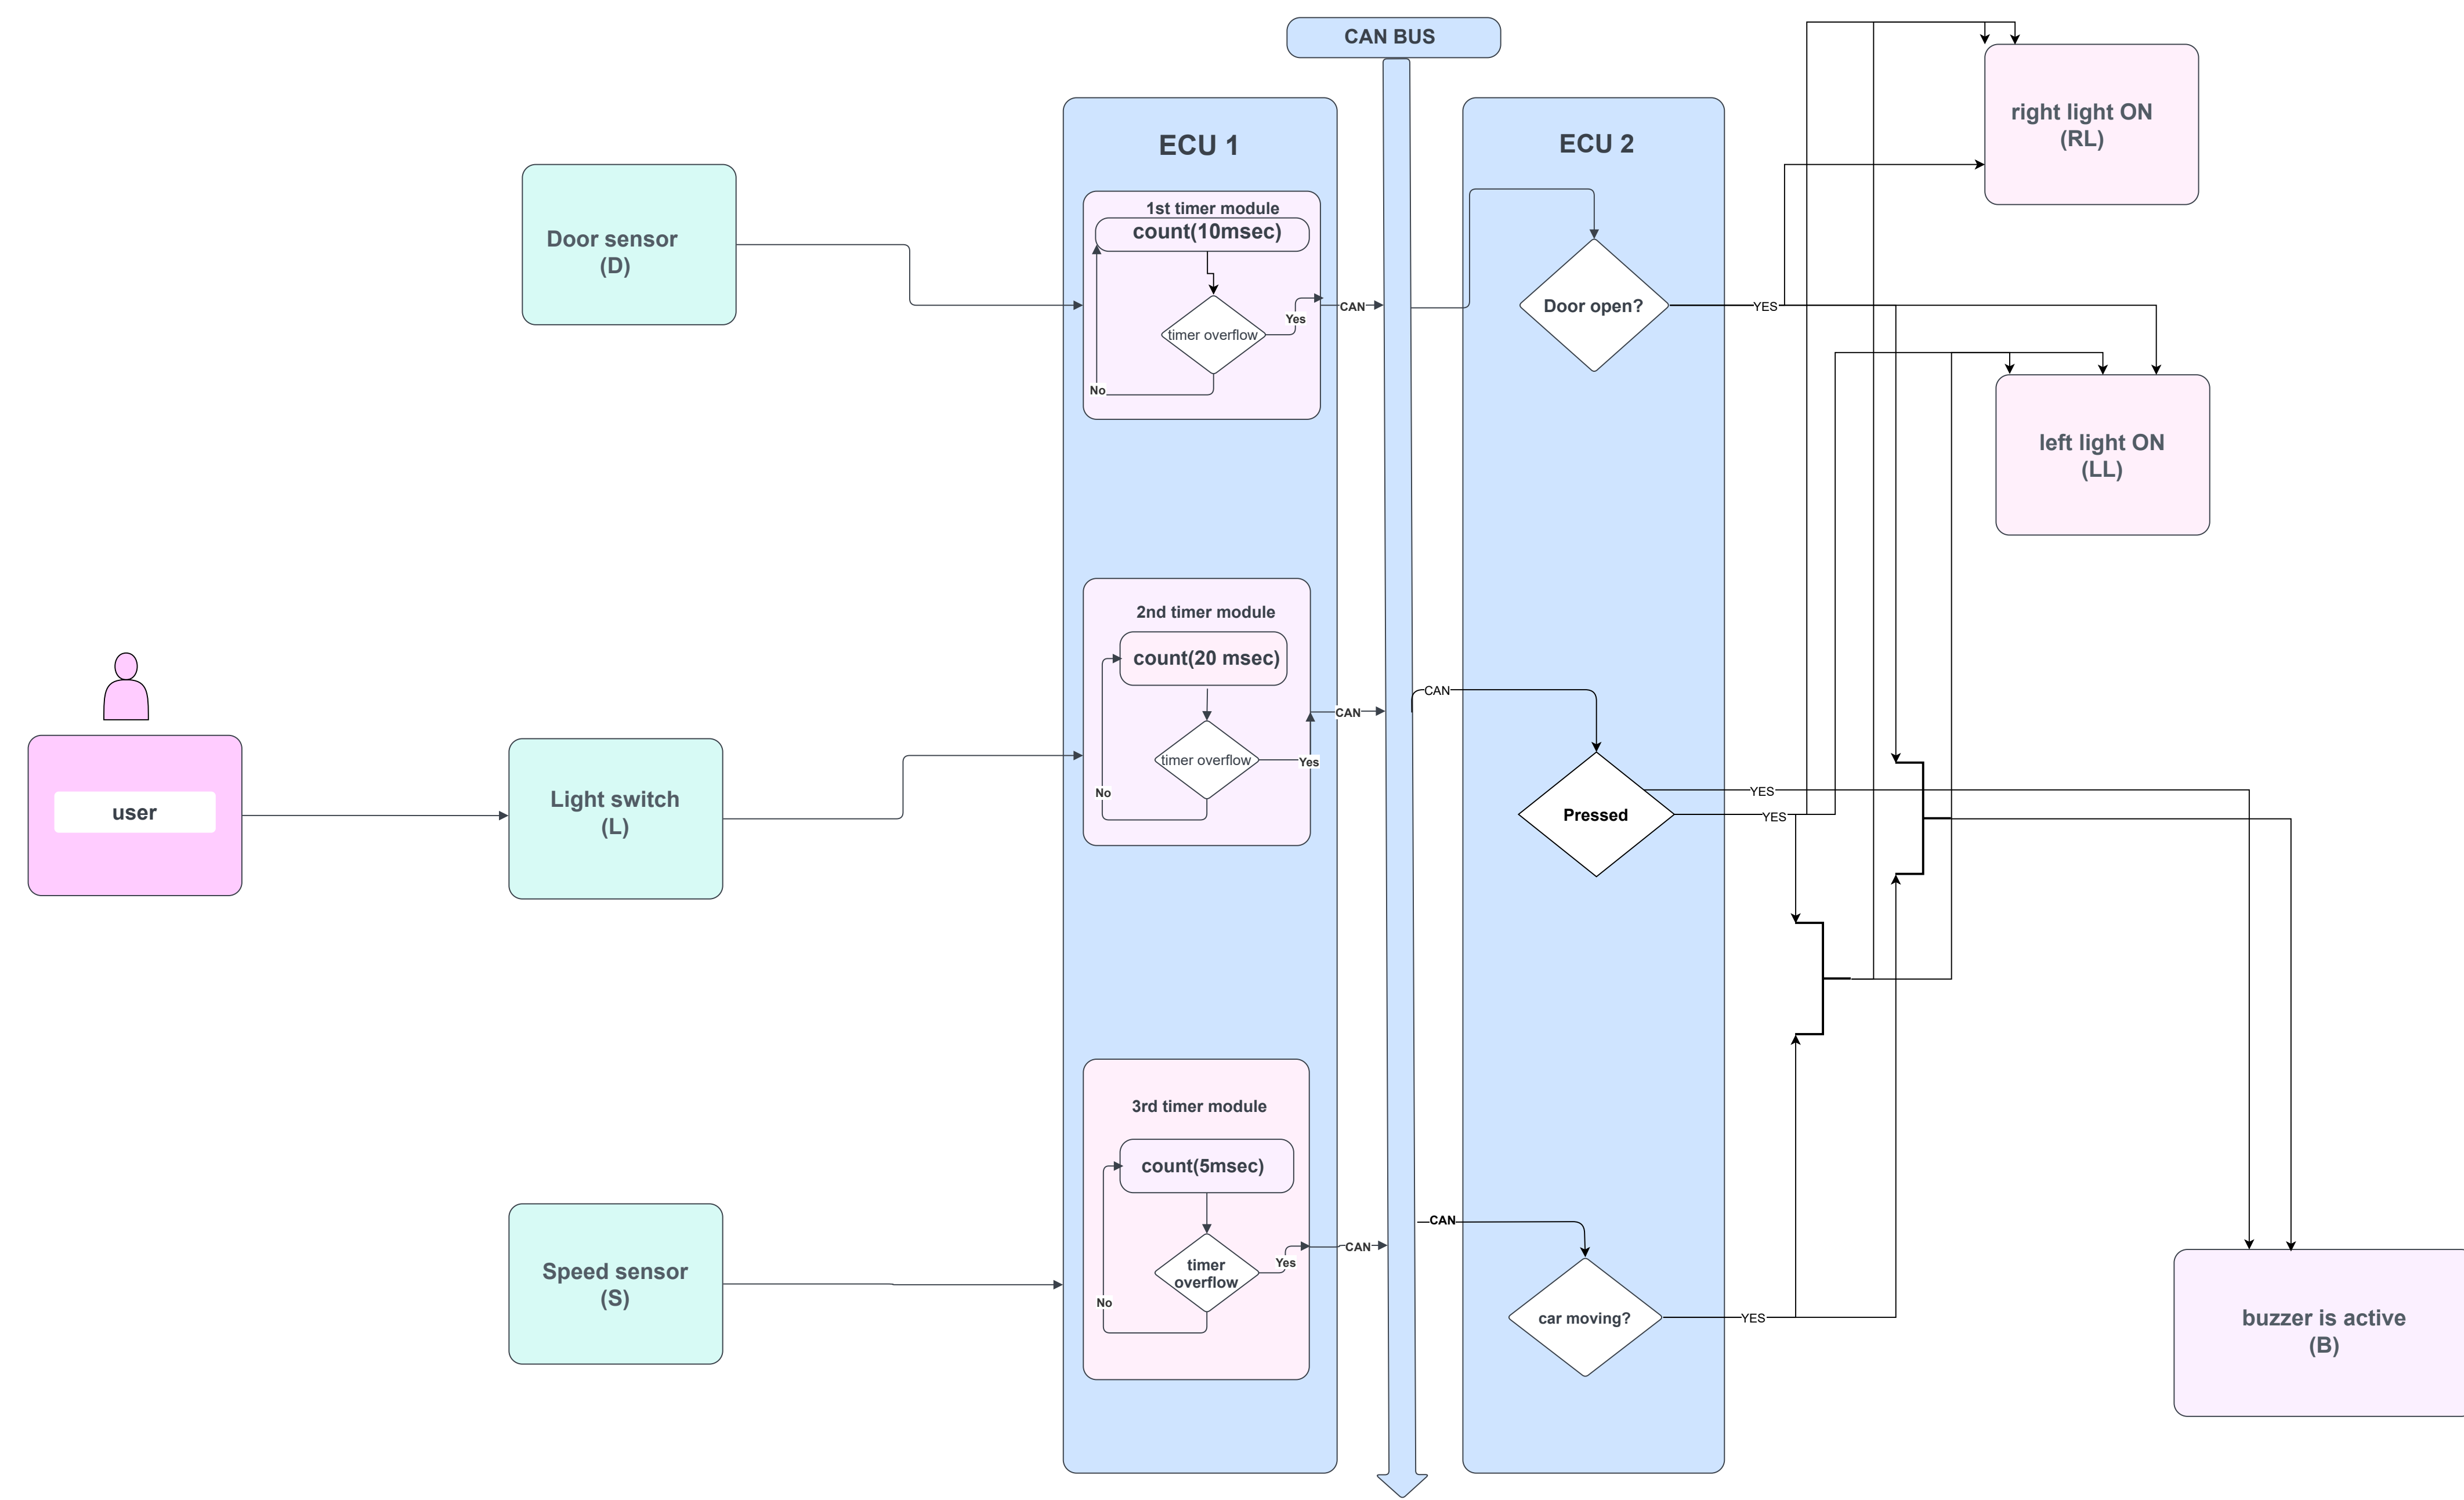 CAN BUS
ECU 1
ECU 2
right light ON
(RL)
Door sensor
(D)
1st timer module
count(10msec)
timer overflow
Yes
No
CAN
Door open?
YES
left light ON
(LL)
2nd timer module
count(20 msec)
timer overflow
Yes
No
CAN
CAN
user
Light switch
(L)
Pressed
YES
YES
3rd timer module
count(5msec)
timer
overflow
Yes
No
CAN
CAN
Speed sensor
(S)
car moving?
YES
buzzer is active
(B)